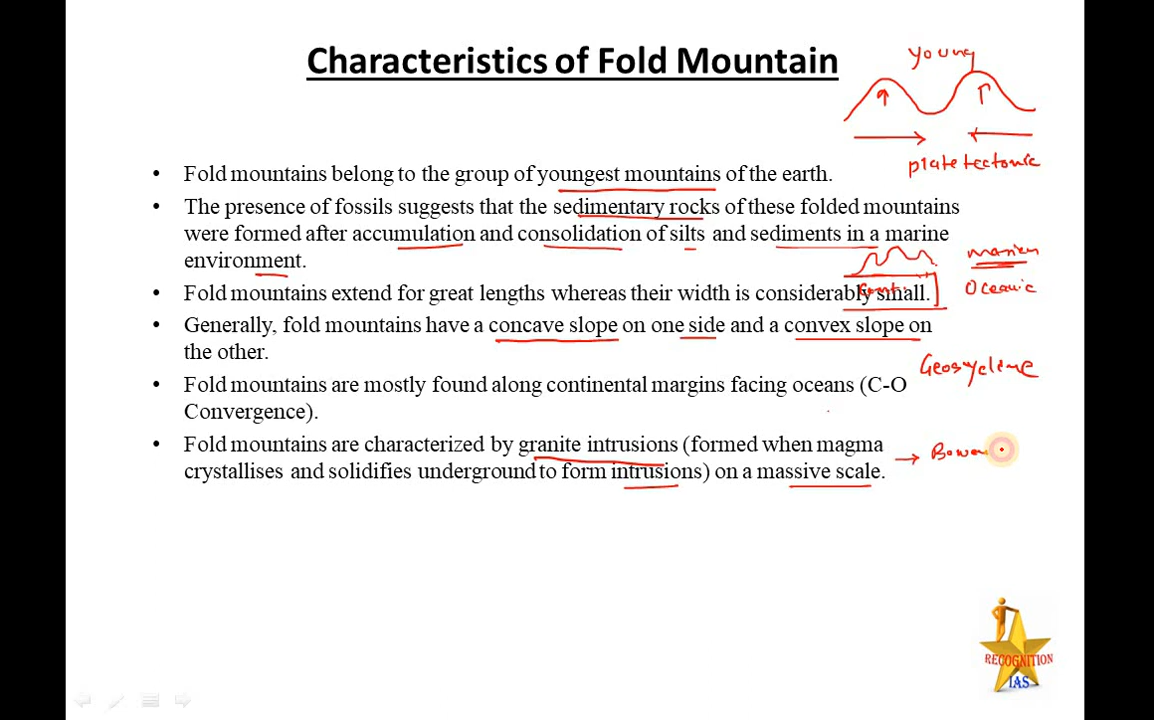 Characteristics of Fold Mountain
young
plate tectonic
• Fold mountains belong to the group of youngest mountains of the earth.
• The presence of fossils suggests that the sedimentary rocks of these folded mountains
were formed after accumulation and consolidation of silts and sediments in a marine
environment.
• Fold mountains extend for great lengths whereas their width is considerably small.
Cont.
Oceanic
• Generally, fold mountains have a concave slope on one side and a convex slope on
the other.
Geosycline
• Fold mountains are mostly found along continental margins facing oceans (C-O
Convergence).
• Fold mountains are characterized by granite intrusions (formed when magma
crystallises and solidifies underground to form intrusions) on a massive scale.
→ Bowen
RECOGNITION
IAS